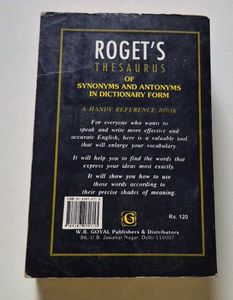 ROGET'S
THESAURUS
OF
SYNONYMS AND ANTONYMS
IN DICTIONARY FORM
A HANDY REFERENCE BOOK
For everyone who wants to
speak and write more effective and
accurate English, here is a valuable tool
that will enlarge your vocabulary.
It will help you to find the words that
express your ideas most exactly.
It will show you how to use
those words according to
their precise shades of meaning.
G
Rs. 120
W.R. GOYAL Publishers & Distributors
86, U.B. Jawahar Nagar, Delhi 110007